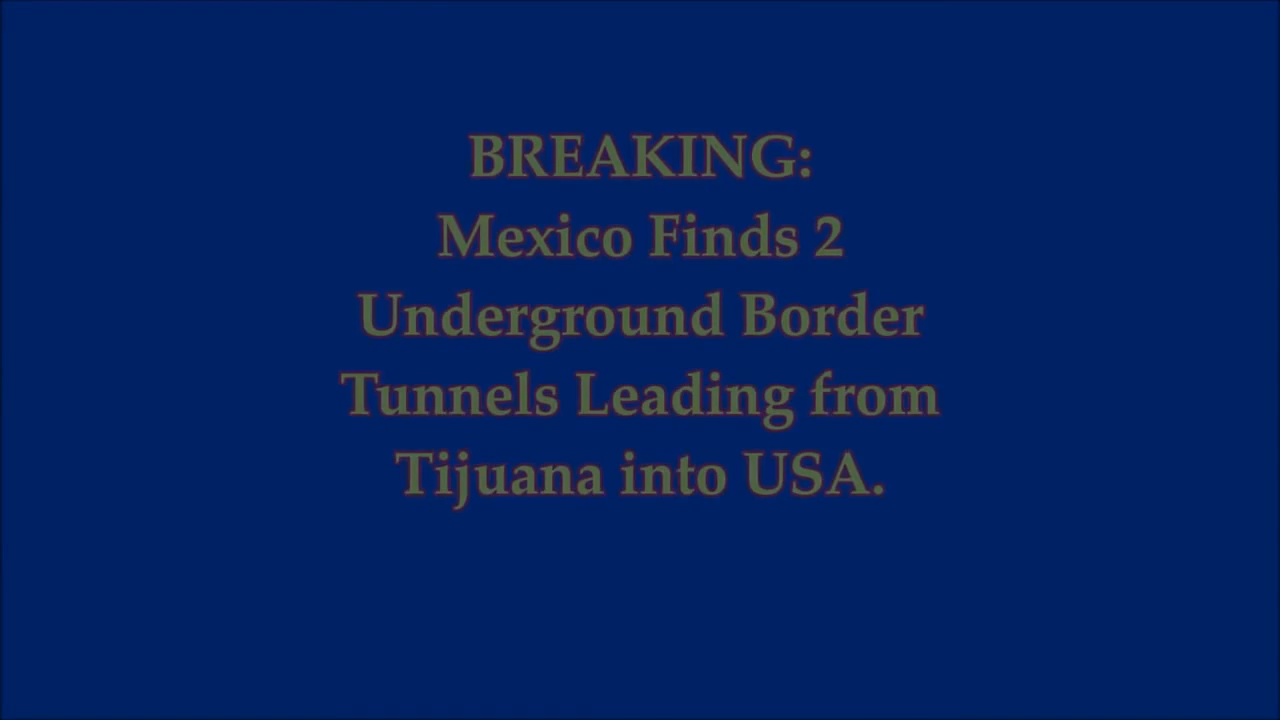 BREAKING:
Mexico Finds 2
Underground Border
Tunnels Leading from
Tijuana into USA.